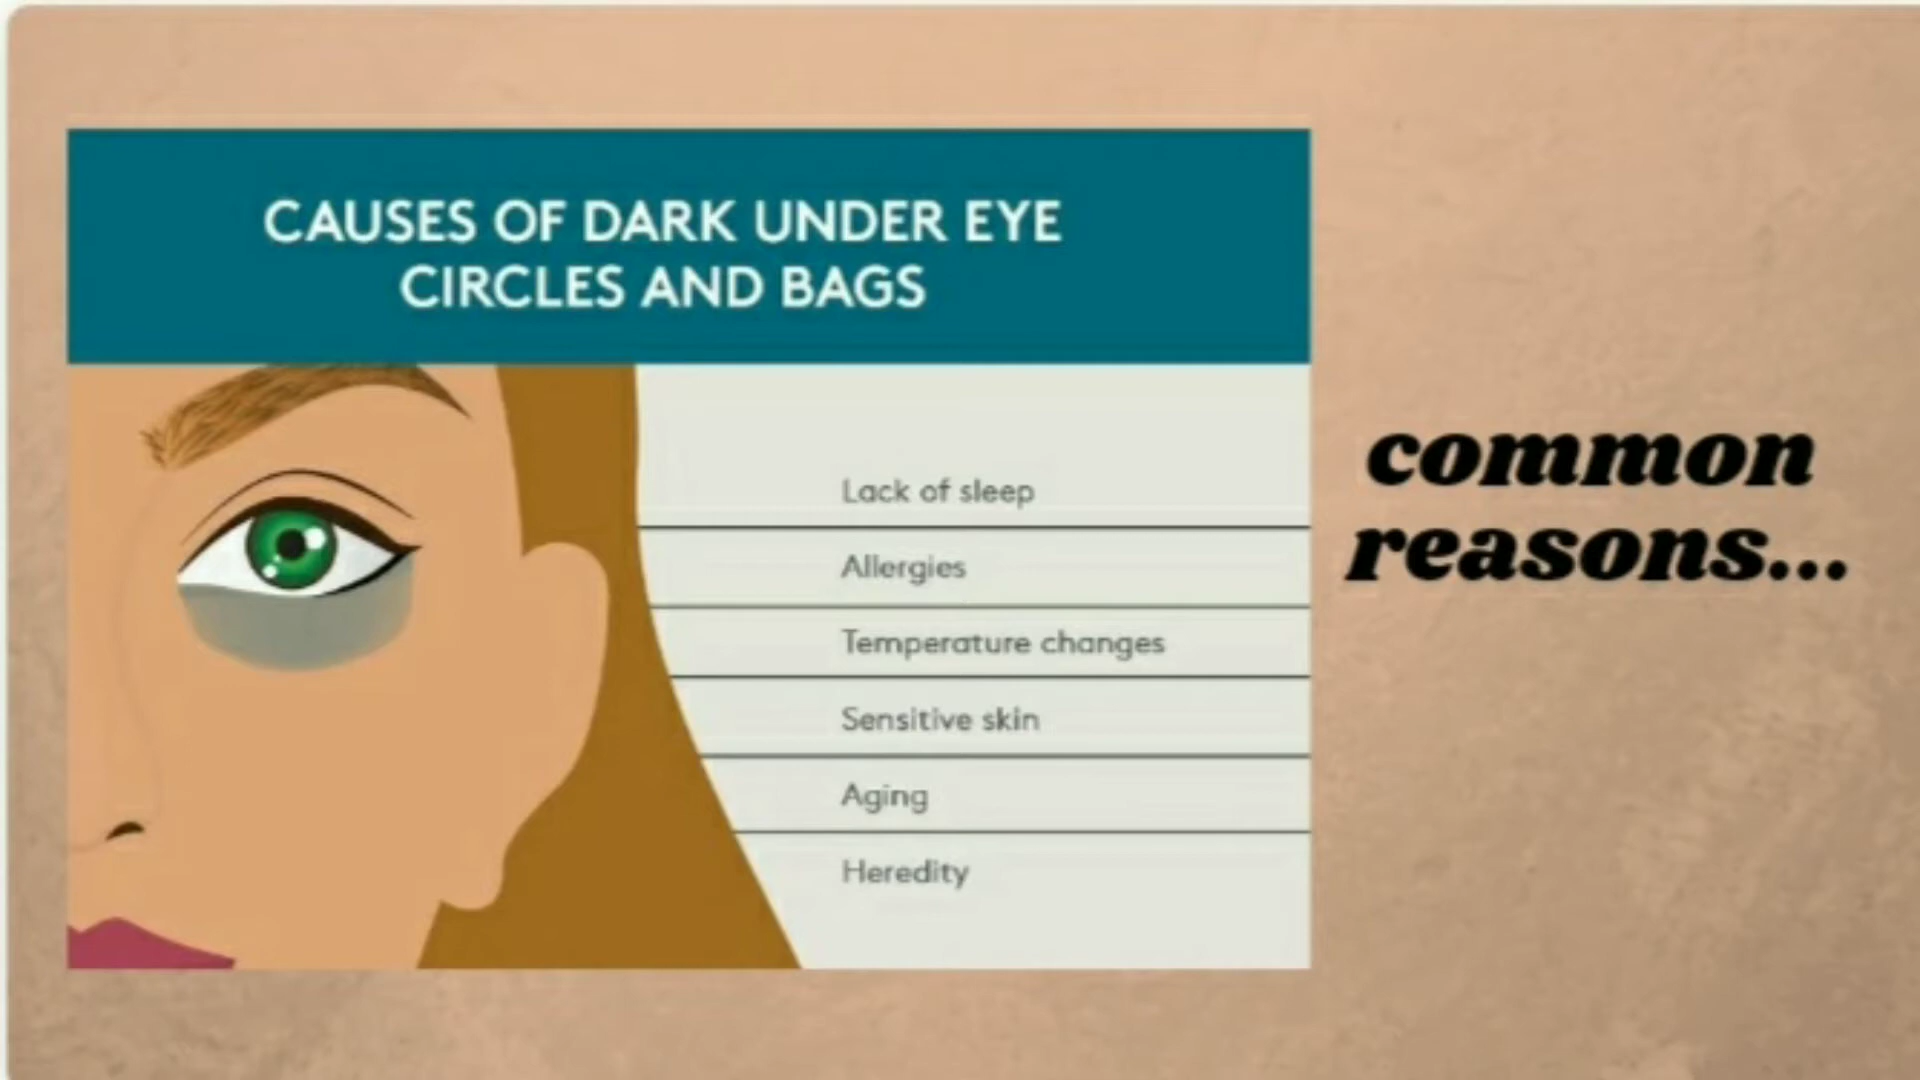 CAUSES OF DARK UNDER EYE
CIRCLES AND BAGS
Lack of sleep
Allergies
Temperature changes
Sensitive skin
Aging
Heredity
common
reasons...